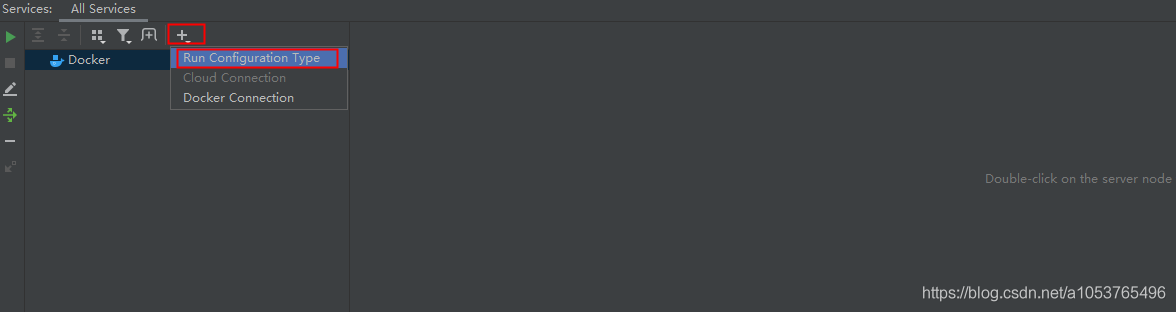 Services: All Services
Docker
Run Configuration Type
Cloud Connection
Docker Connection
Double-click on the server node
https://blog.csdn.net/a1053765496